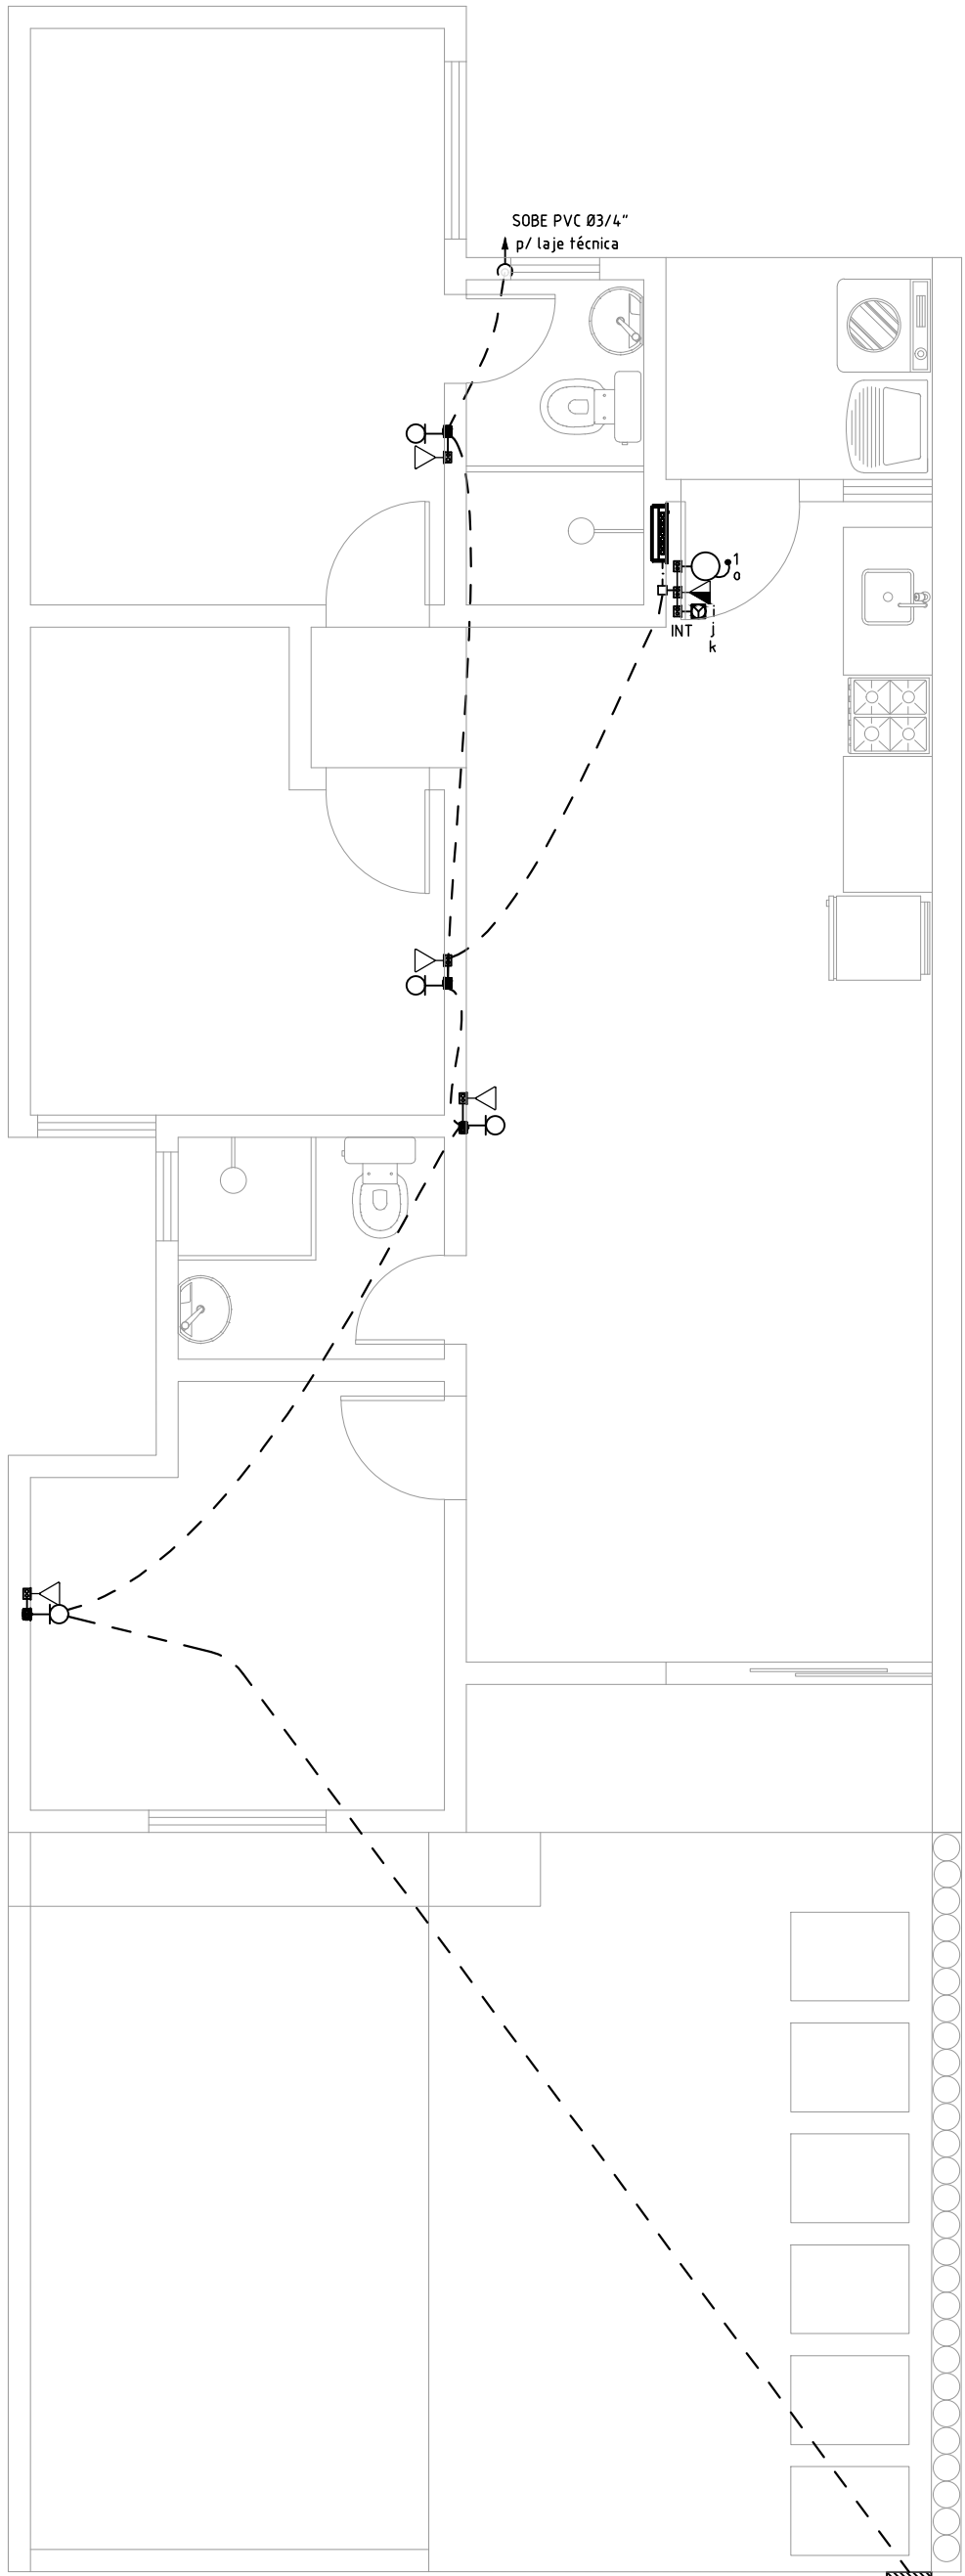 SOBE PVC Ø3/4"
p/ laje técnica
1
o
i
INT
j
k